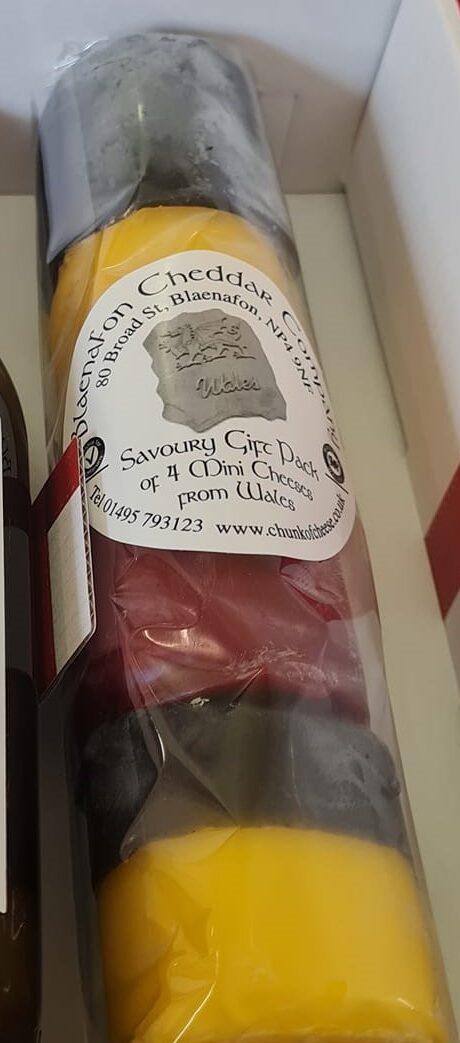 Blaenafon Cheddar Company
80 Broad St, Blaenafon, NP4 9NF
Wales
Savoury Gift Pack
of 4 Mini Cheeses
from Wales
Tel 01495 793123 www.chunkofcheese.co.uk